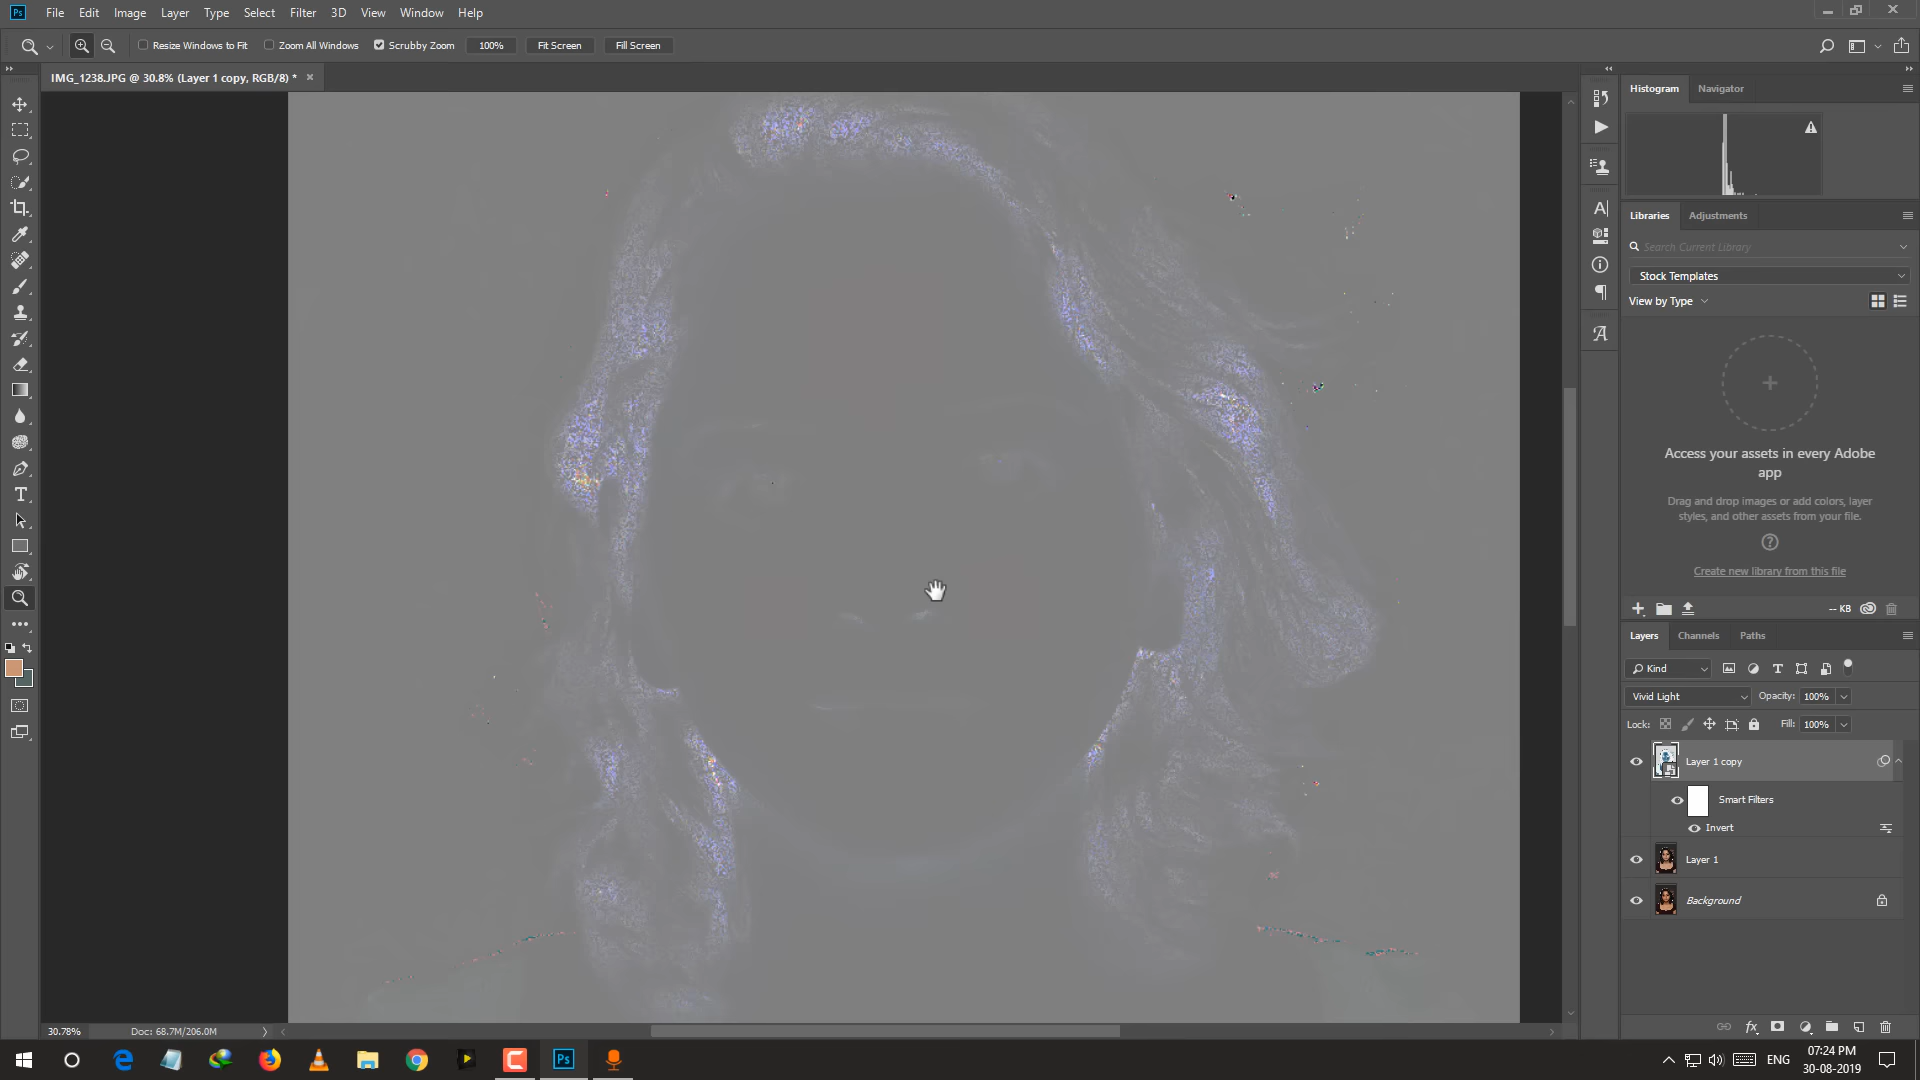 Ps File Edit Image Layer Type Select Filter 3D View Window Help
Resize Windows to Fit Zoom All Windows Scrubby Zoom 100% Fit Screen Fill Screen
IMG_1238.JPG @ 30.8% (Layer 1 copy, RGB/8) * ×
Histogram Navigator
Libraries Adjustments
Search Current Library
Stock Templates
View by Type
Access your assets in every Adobe
app
Drag and drop images or add colors, layer
styles, and other assets from your file.
Create new library from this file
-- KB
Layers Channels Paths
Kind
Vivid Light Opacity: 100%
Lock: Fill: 100%
Layer 1 copy
Smart Filters
Invert
Layer 1
Background
30.78% Doc: 68.7M/206.0M
ENG
07:24 PM
30-08-2019